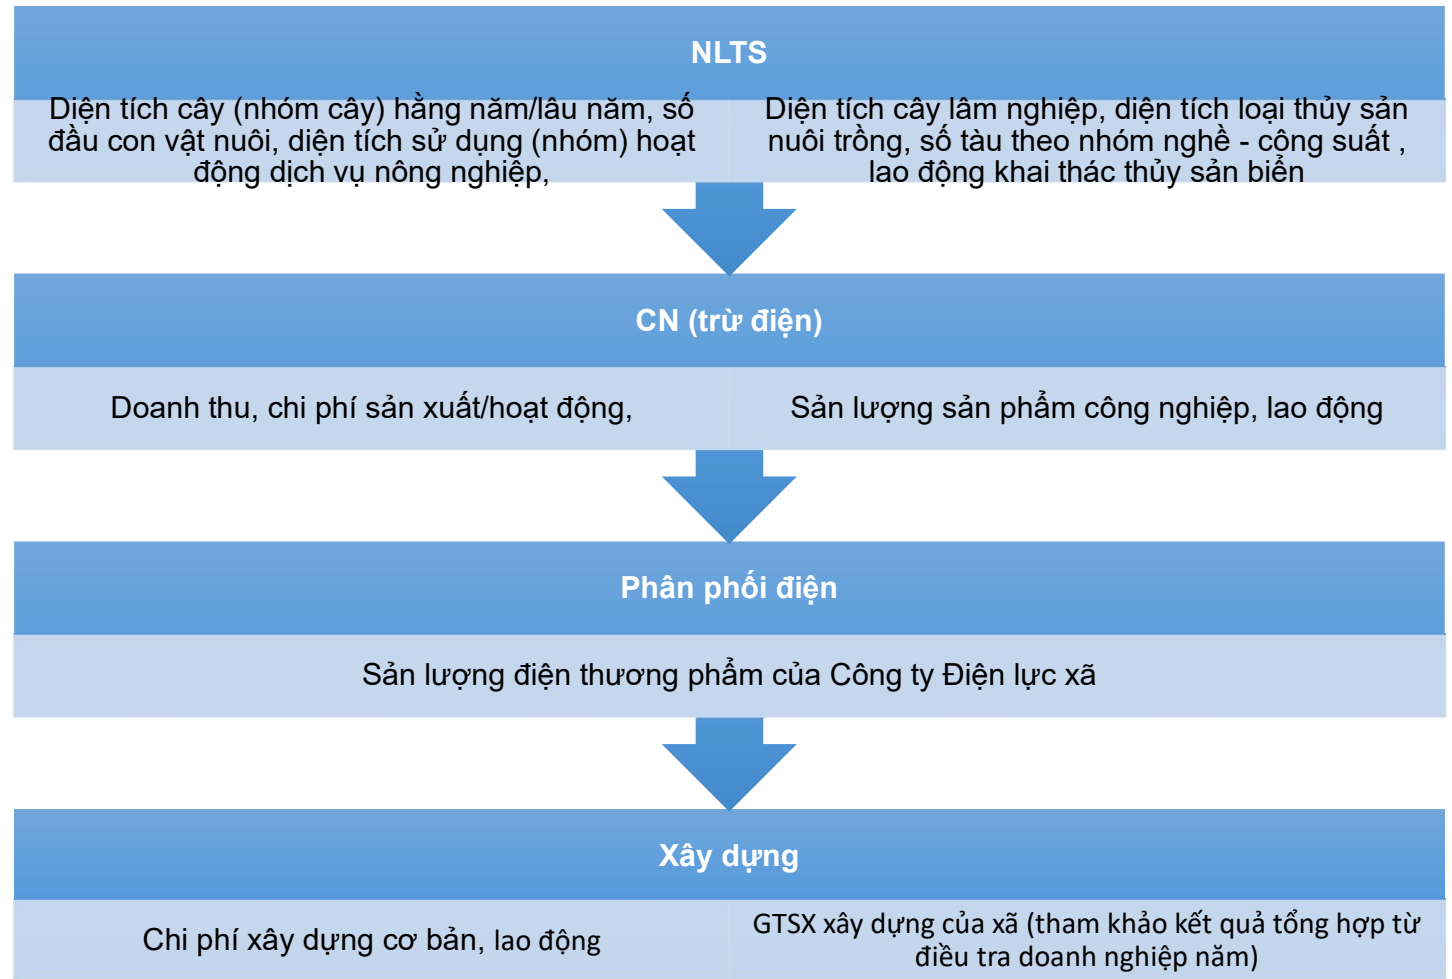 NLTS
Diện tích cây (nhóm cây) hằng năm/lâu năm, số
đầu con vật nuôi, diện tích sử dụng (nhóm) hoạt
động dịch vụ nông nghiệp,
Diện tích cây lâm nghiệp, diện tích loại thủy sản
nuôi trồng, số tàu theo nhóm nghề - công suất ,
lao động khai thác thủy sản biển
CN (trừ điện)
Doanh thu, chi phí sản xuất/hoạt động,
Sản lượng sản phẩm công nghiệp, lao động
Phân phối điện
Sản lượng điện thương phẩm của Công ty Điện lực xã
Xây dựng
Chi phí xây dựng cơ bản, lao động
GTSX xây dựng của xã (tham khảo kết quả tổng hợp từ
điều tra doanh nghiệp năm)